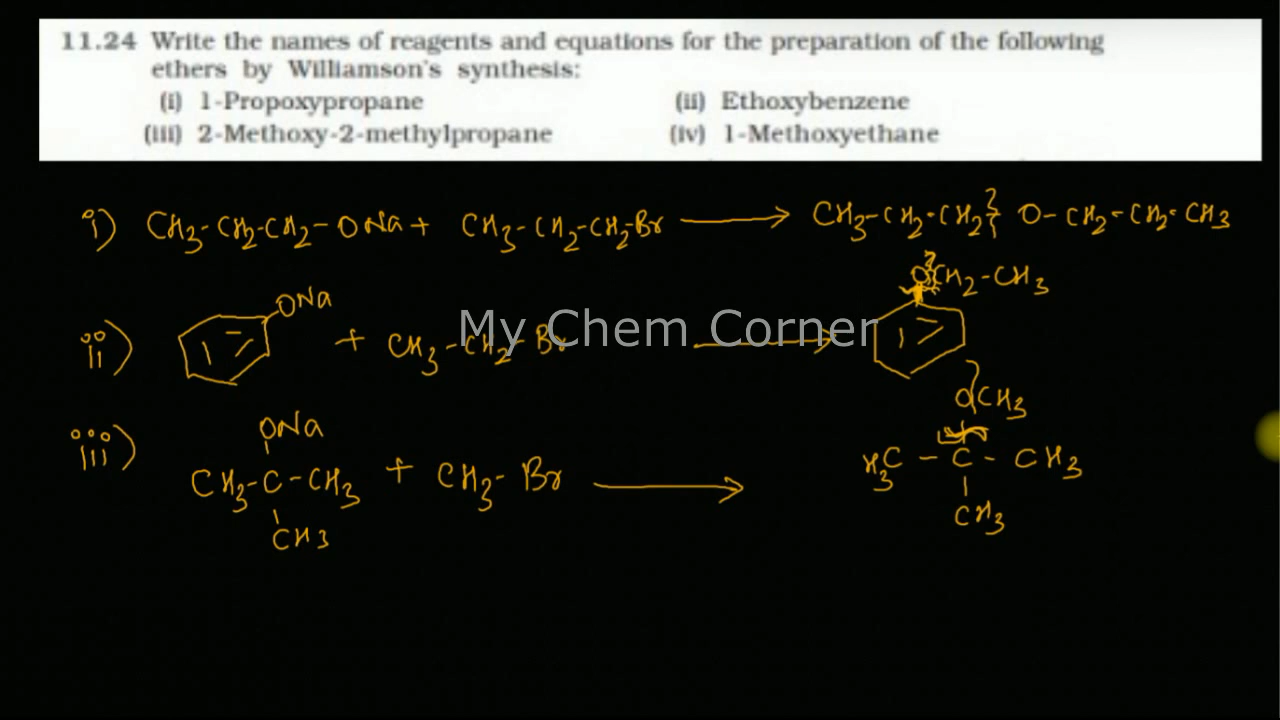 11.24 Write the names of reagents and equations for the preparation of the following
ethers by Williamson's synthesis:
(i) 1-Propoxypropane (ii) Ethoxybenzene
(iii) 2-Methoxy-2-methylpropane (iv) 1-Methoxyethane
i) CH3-CH2-CH2-ONa + CH3-CH2-CH2-Br ⟶ CH3-CH2-CH2 O-CH2-CH2-CH3
OCH2-CH3
ONa
My Chem Corner
ii) + CH3-CH2-Br ⟶
OCH3
ONa
iii) CH3-C-CH3 + CH3-Br ⟶ H3C-C-CH3
CH3 CH3